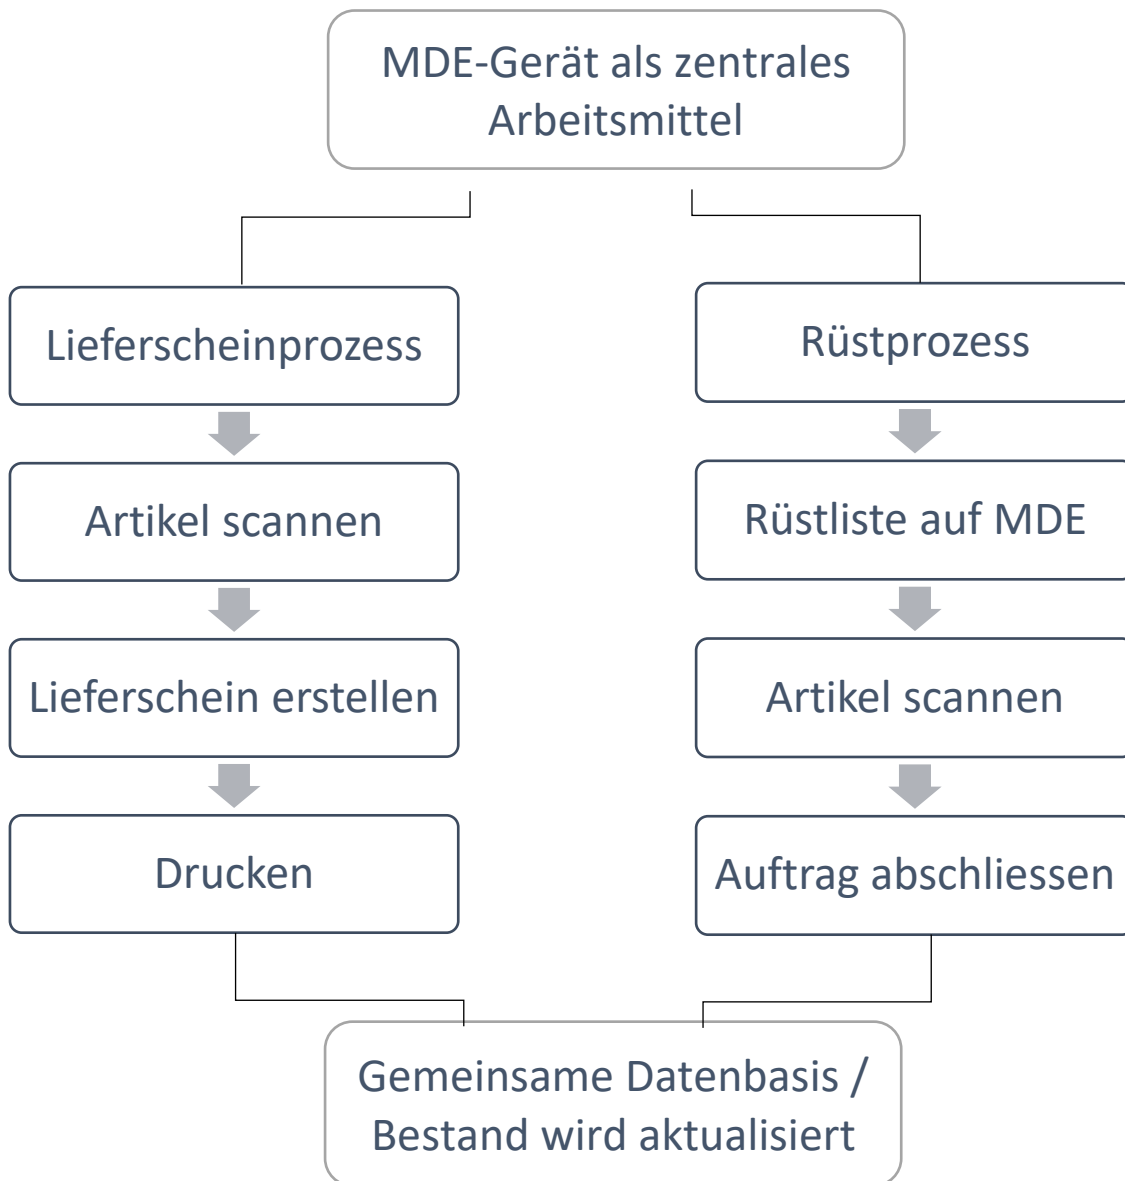 MDE-Gerät als zentrales
Arbeitsmittel
Lieferscheinprozess
Artikel scannen
Lieferschein erstellen
Drucken
Rüstprozess
Rüstliste auf MDE
Artikel scannen
Auftrag abschliessen
Gemeinsame Datenbasis /
Bestand wird aktualisiert